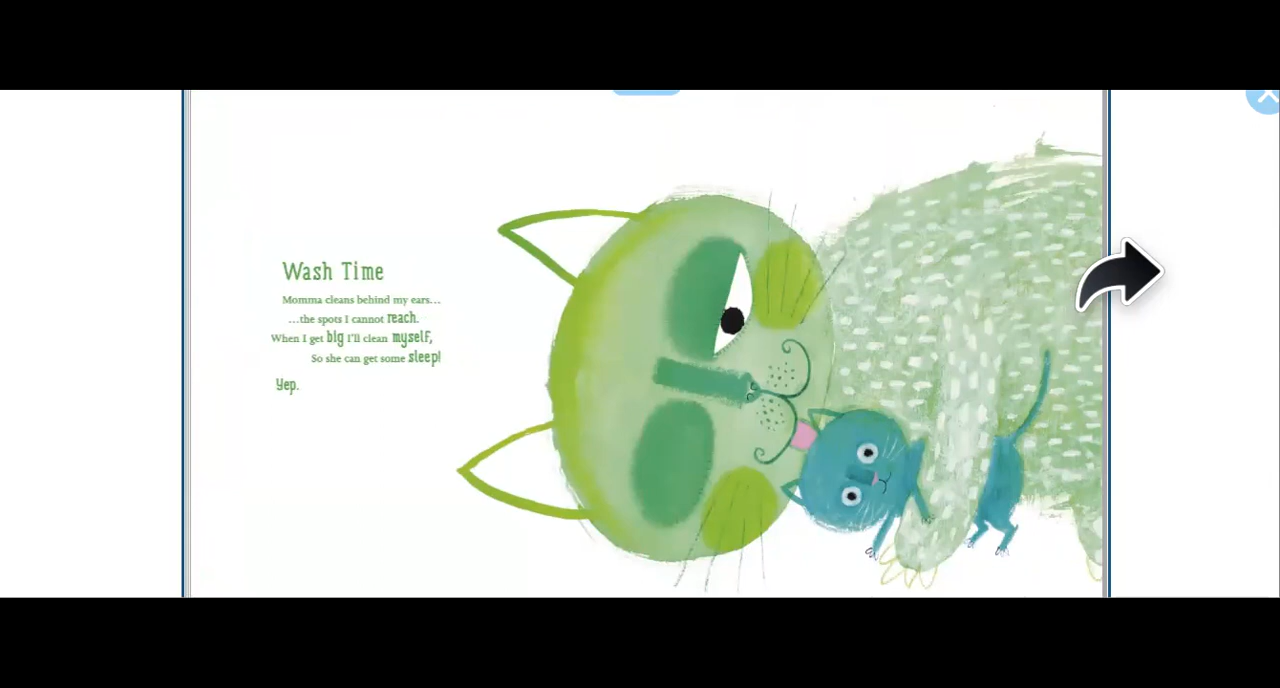 Wash Time
Momma cleans behind my ears...
...the spots I cannot reach.
When I get big I'll clean myself,
So she can get some sleep!
Yep.